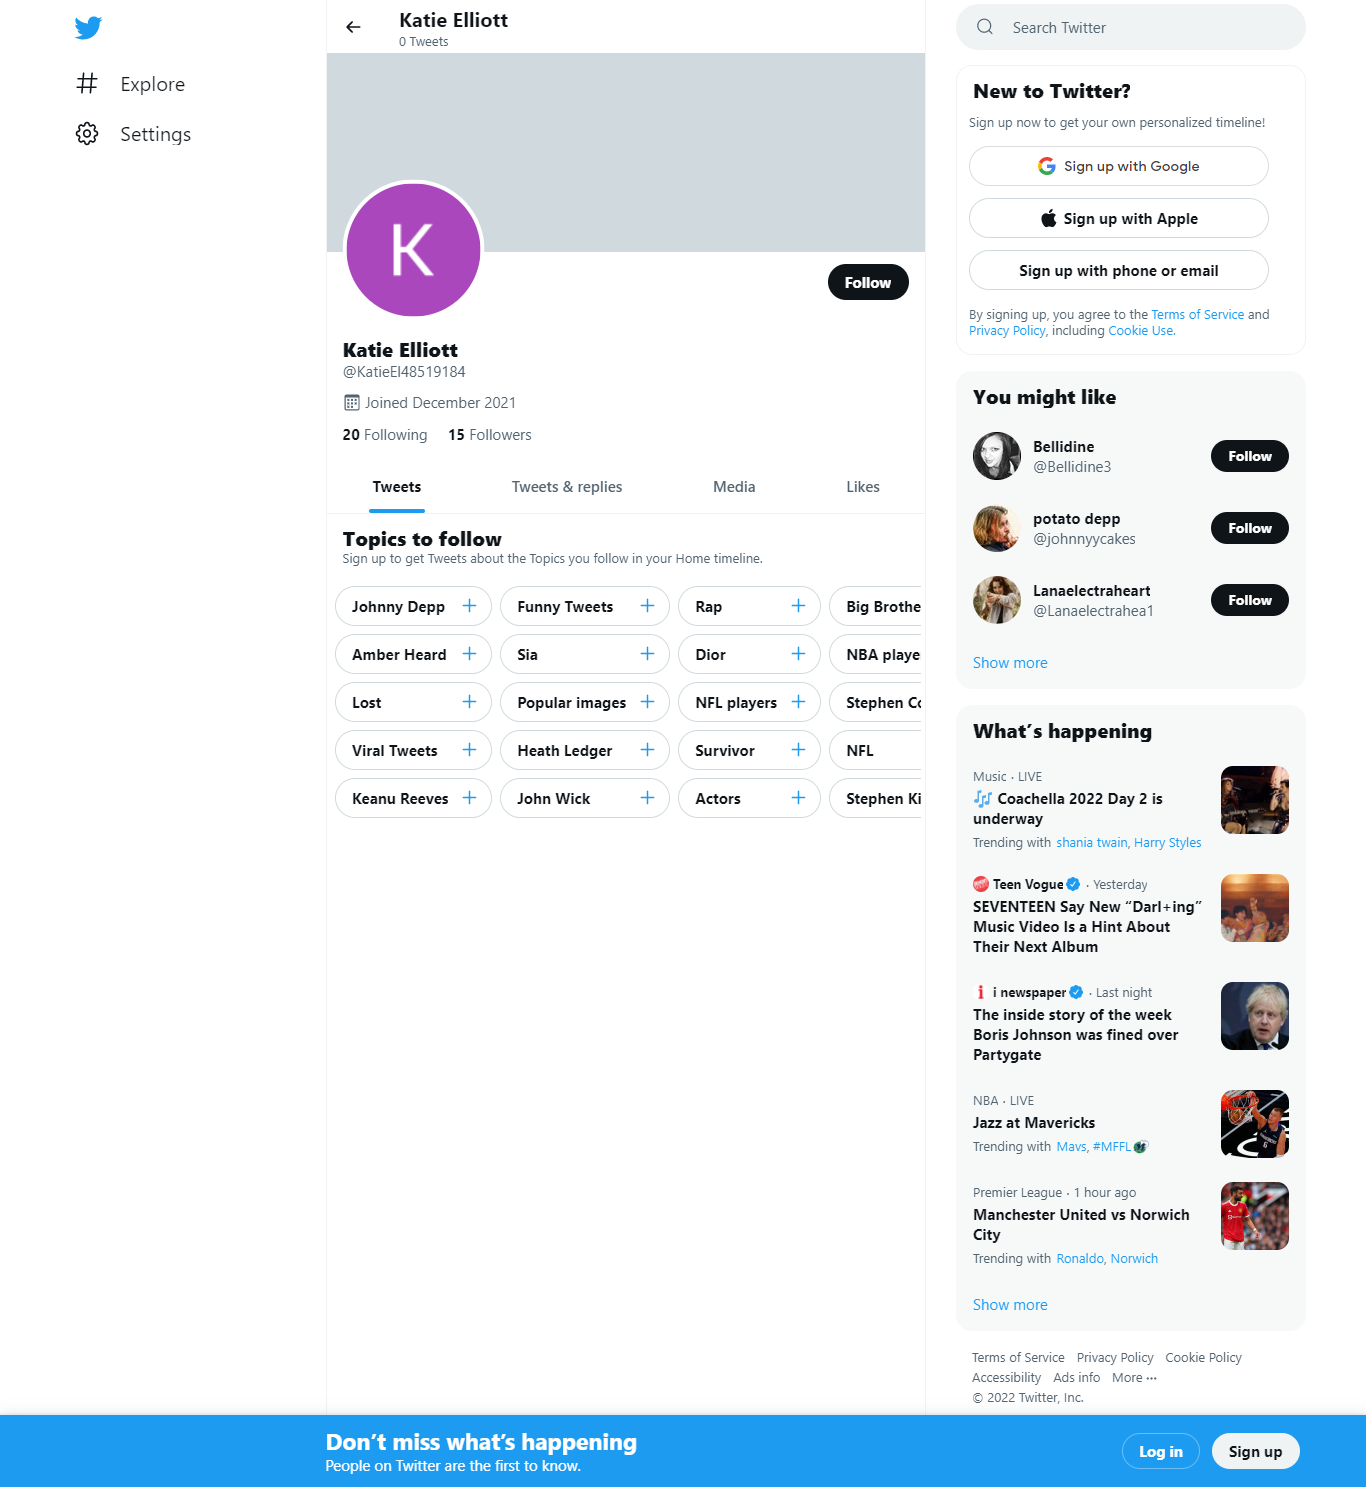 Explore
Settings
Katie Elliott
0 Tweets
K
Follow
Katie Elliott
@KatieEl48519184
Joined December 2021
20 Following 15 Followers
Tweets Tweets & replies Media Likes
Topics to follow
Sign up to get Tweets about the Topics you follow in your Home timeline.
Johnny Depp + Funny Tweets + Rap + Big Brothe
Amber Heard + Sia + Dior + NBA playe
Lost + Popular images + NFL players + Stephen Co
Viral Tweets + Heath Ledger + Survivor + NFL
Keanu Reeves + John Wick + Actors + Stephen Ki
Search Twitter
New to Twitter?
Sign up now to get your own personalized timeline!
Sign up with Google
Sign up with Apple
Sign up with phone or email
By signing up, you agree to the Terms of Service and
Privacy Policy, including Cookie Use.
You might like
Bellidine
@Bellidine3
Follow
potato depp
@johnnyycakes
Follow
Lanaelectraheart
@Lanaelectrahea1
Follow
Show more
What's happening
Music · LIVE
🎶 Coachella 2022 Day 2 is
underway
Trending with shania twain, Harry Styles
Teen Vogue · Yesterday
SEVENTEEN Say New “Darl+ing”
Music Video Is a Hint About
Their Next Album
i newspaper · Last night
The inside story of the week
Boris Johnson was fined over
Partygate
NBA · LIVE
Jazz at Mavericks
Trending with Mavs, #MFFL
Premier League · 1 hour ago
Manchester United vs Norwich
City
Trending with Ronaldo, Norwich
Show more
Terms of Service Privacy Policy Cookie Policy
Accessibility Ads info More ···
© 2022 Twitter, Inc.
Don't miss what's happening
People on Twitter are the first to know.
Log in Sign up